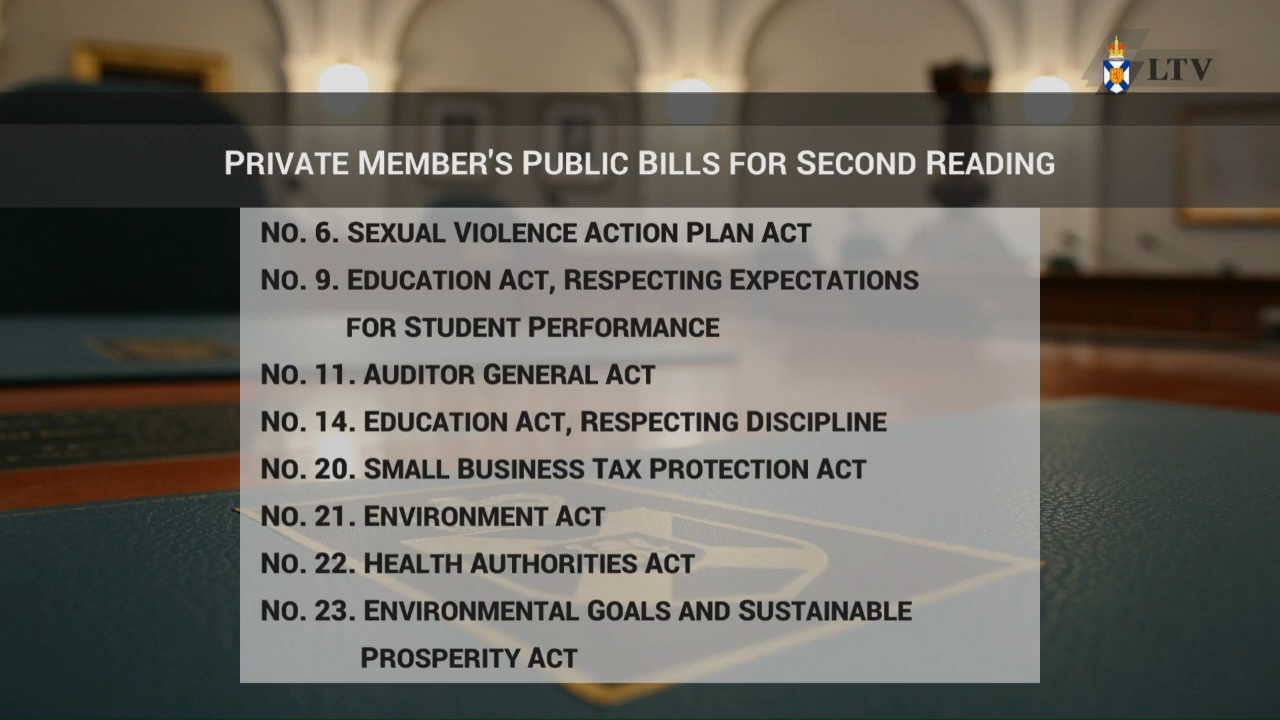 LTV
PRIVATE MEMBER'S PUBLIC BILLS FOR SECOND READING
NO. 6. SEXUAL VIOLENCE ACTION PLAN ACT
NO. 9. EDUCATION ACT, RESPECTING EXPECTATIONS
FOR STUDENT PERFORMANCE
NO. 11. AUDITOR GENERAL ACT
NO. 14. EDUCATION ACT, RESPECTING DISCIPLINE
NO. 20. SMALL BUSINESS TAX PROTECTION ACT
NO. 21. ENVIRONMENT ACT
NO. 22. HEALTH AUTHORITIES ACT
NO. 23. ENVIRONMENTAL GOALS AND SUSTAINABLE
PROSPERITY ACT